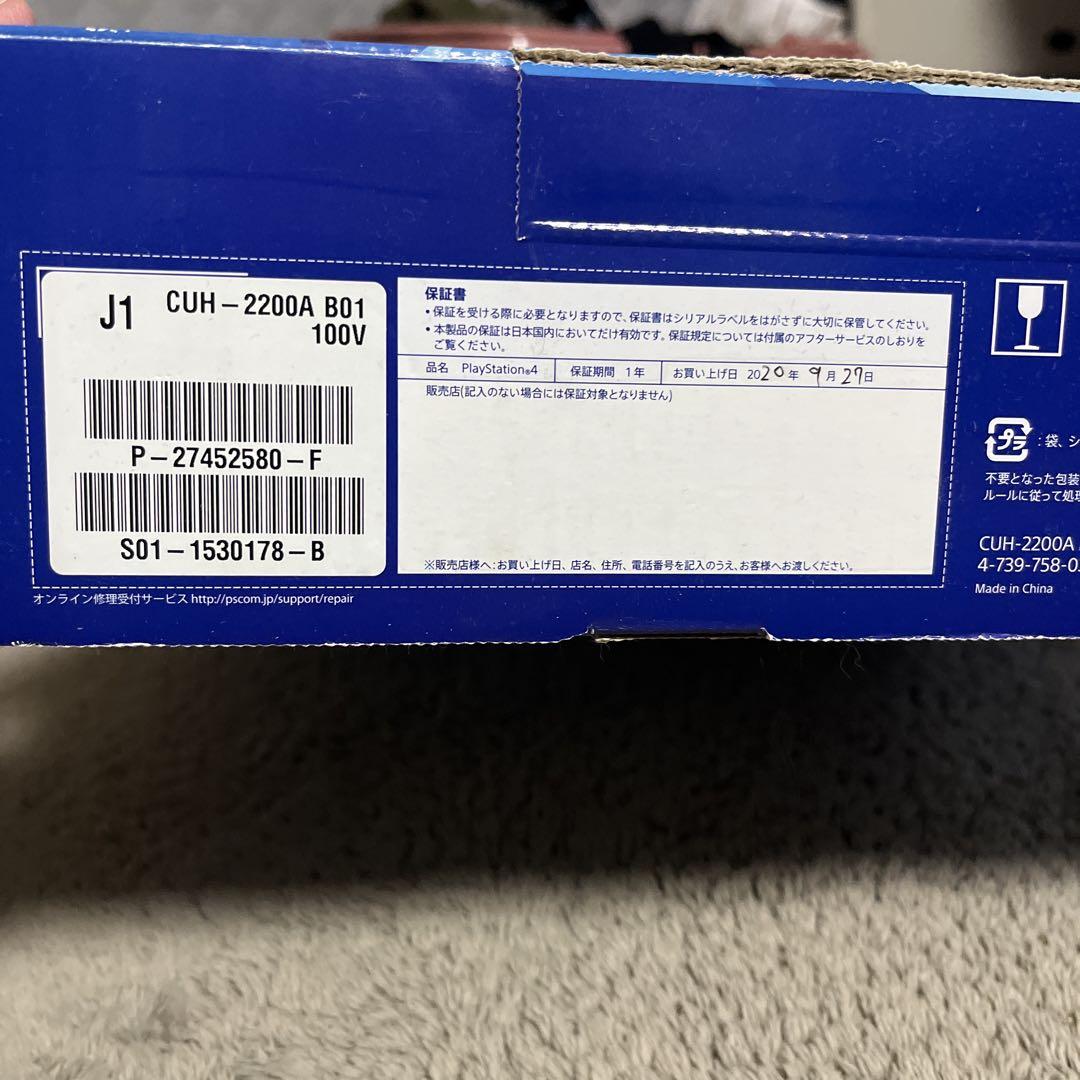 J1 CUH-2200A B01
100V
P-27452580-F
S01-1530178-B
オンライン修理受付サービス http://pscom.jp/support/repair
保証書
• 保証を受ける際に必要となりますので、保証書はシリアルラベルをはがさずに大切に保管してください。
• 本製品の保証は日本国内においてだけ有効です。保証規定については付属のアフターサービスのしおりを
ご覧ください。
品名 PlayStation®4 保証期間 1年 お買い上げ日 2020年 9月 27日
販売店(記入のない場合には保証対象となりません)
※販売店様へ:お買い上げ日、店名、住所、電話番号を記入のうえ、お客様へお渡しください。
プラ :袋、シ
不要となった包装
ルールに従って処理
CUH-2200A
4-739-758-0
Made in China